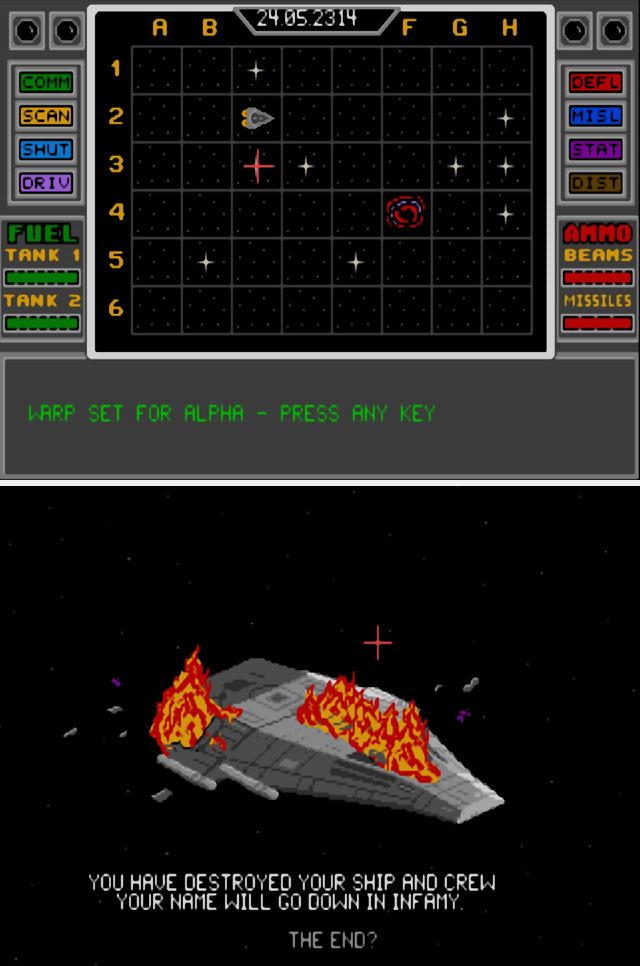 24.05.2314
A B F G H
1
2
3
4
5
6
COMM
SCAN
SHUT
DRIV
FUEL
TANK 1
TANK 2
DEFL
MISL
STAT
DIST
AMMO
BEAMS
MISSILES
WARP SET FOR ALPHA - PRESS ANY KEY
YOU HAVE DESTROYED YOUR SHIP AND CREW
YOUR NAME WILL GO DOWN IN INFAMY.
THE END?